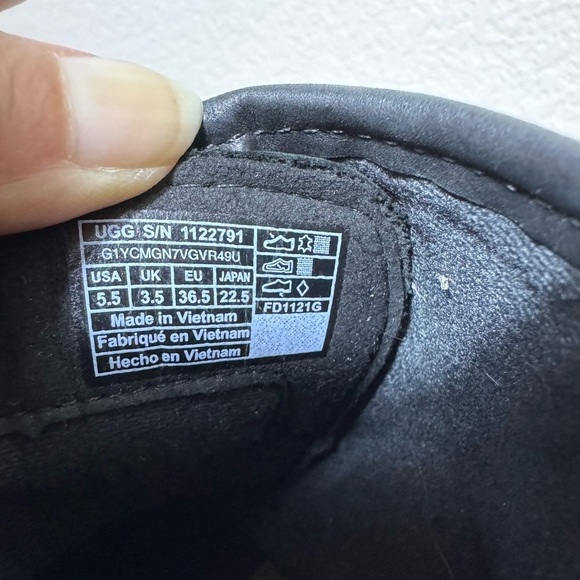 UGG S/N 1122791
G1YCMGN7VGVR49U
USA UK EU JAPAN
5.5 3.5 36.5 22.5
FD1121G
Made in Vietnam
Fabriqué en Vietnam
Hecho en Vietnam